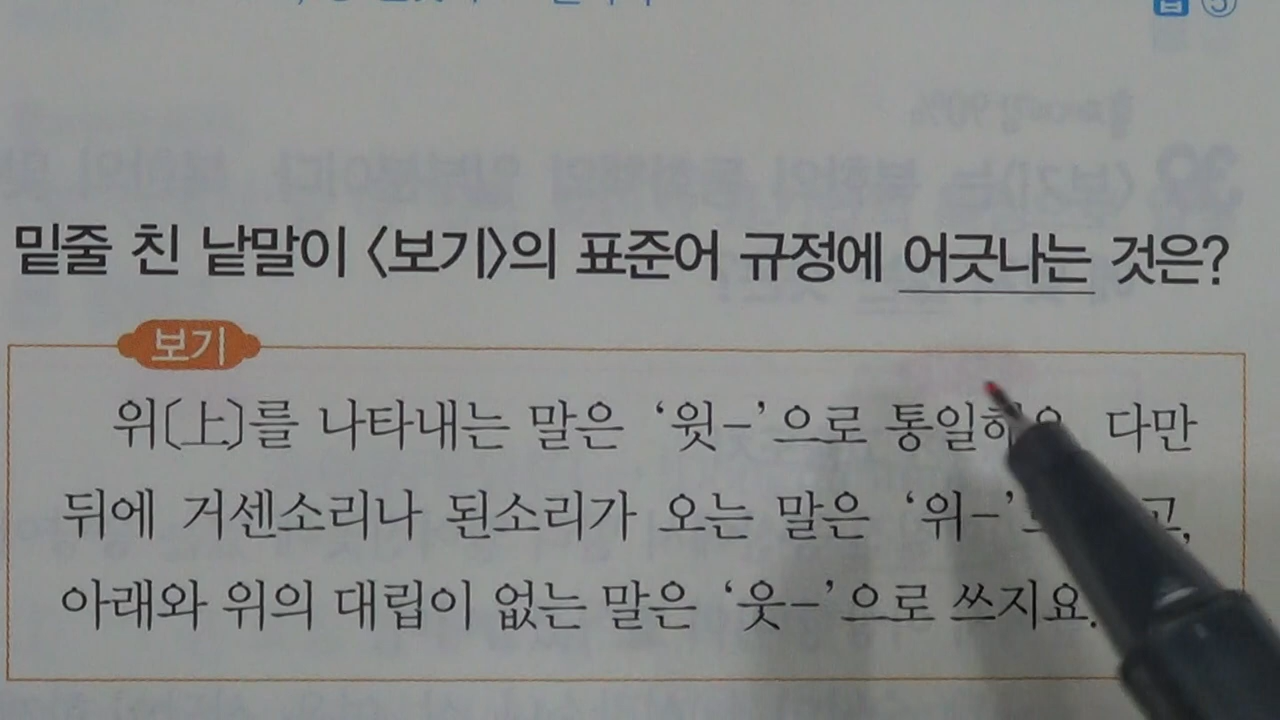 답 ⑤
밑줄 친 낱말이 〈보기〉의 표준어 규정에 어긋나는 것은?
보기
위(上)를 나타내는 말은 ‘윗-’으로 통일해요. 다만
뒤에 거센소리나 된소리가 오는 말은 ‘위-’
아래와 위의 대립이 없는 말은 ‘웃-’으로 쓰지요.